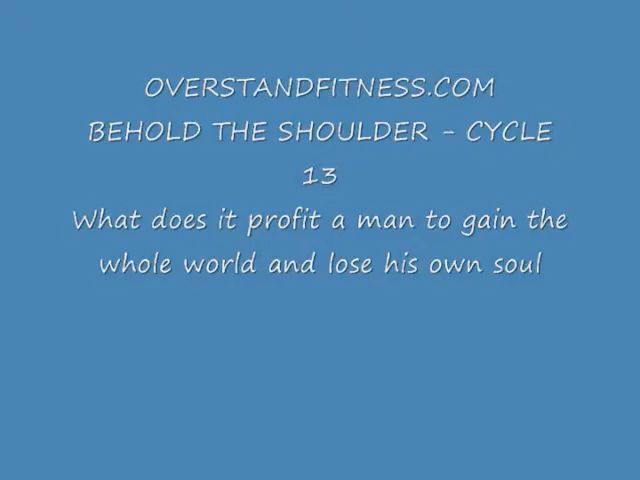 OVERSTANDFITNESS.COM
BEHOLD THE SHOULDER - CYCLE
13
What does it profit a man to gain the
whole world and lose his own soul